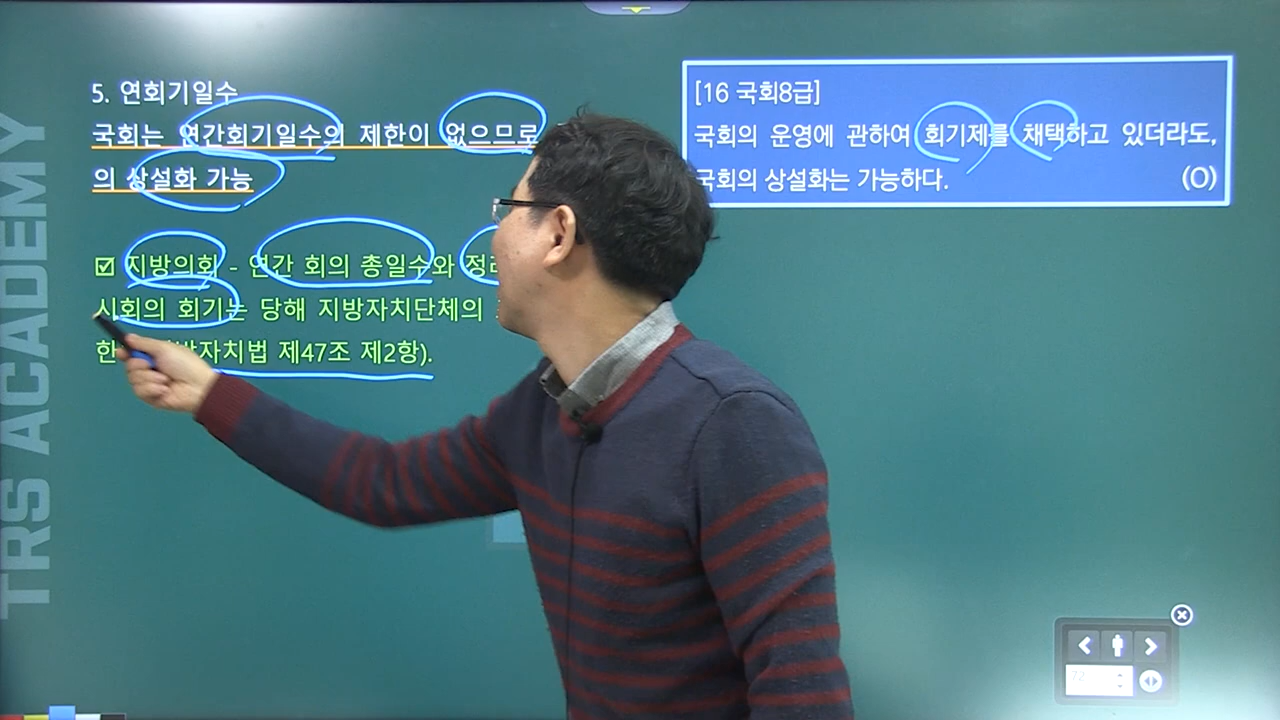 5. 연회기일수
국회는 연간회기일수의 제한이 없으므로
의 상설화 가능
☑ 지방의회 - 연간 회의 총일수와
시회의 회기는 당해 지방자치단체의
제47조 제2항).
[16 국회8급]
국회의 운영에 관하여 회기제를 채택하고 있더라도,
국회의 상설화는 가능하다. (O)
TRS ACADEMY
72